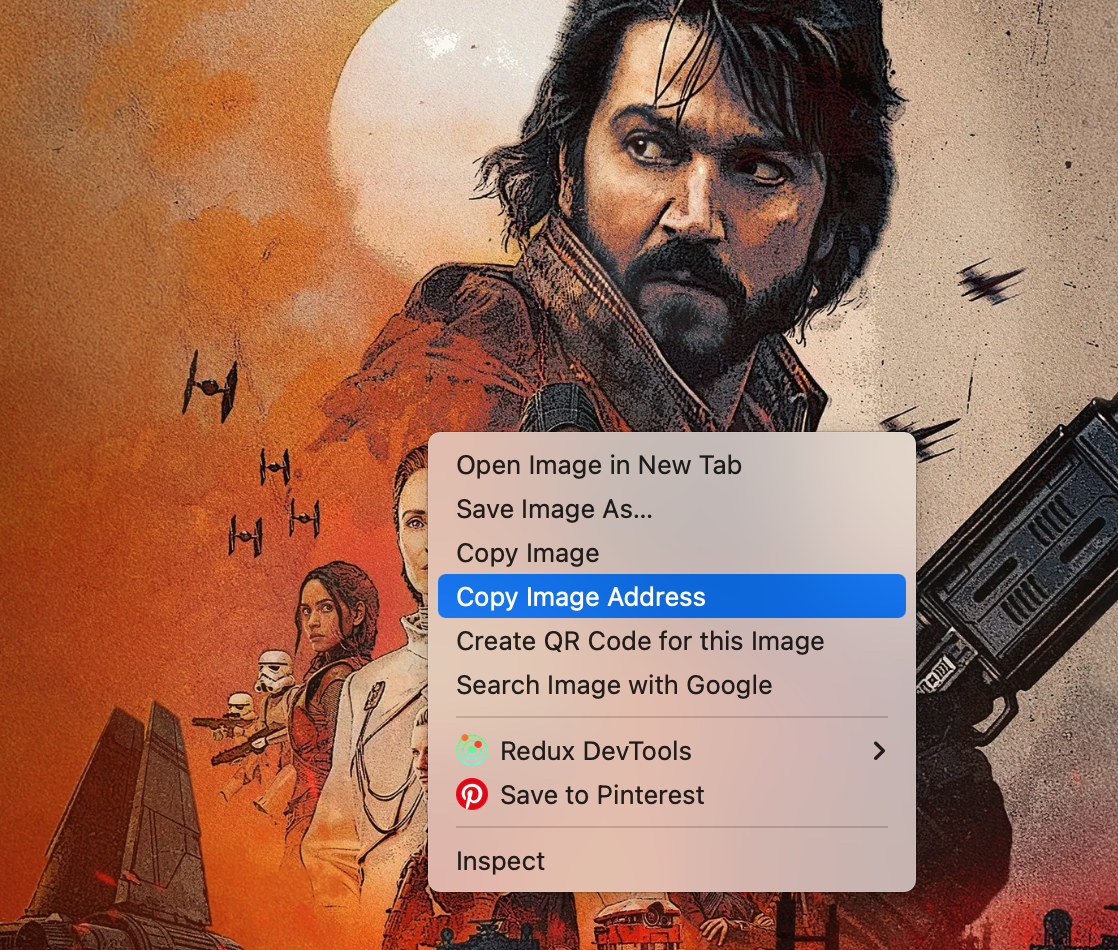 Open Image in New Tab
Save Image As...
Copy Image
Copy Image Address
Create QR Code for this Image
Search Image with Google
Redux DevTools
Save to Pinterest
Inspect